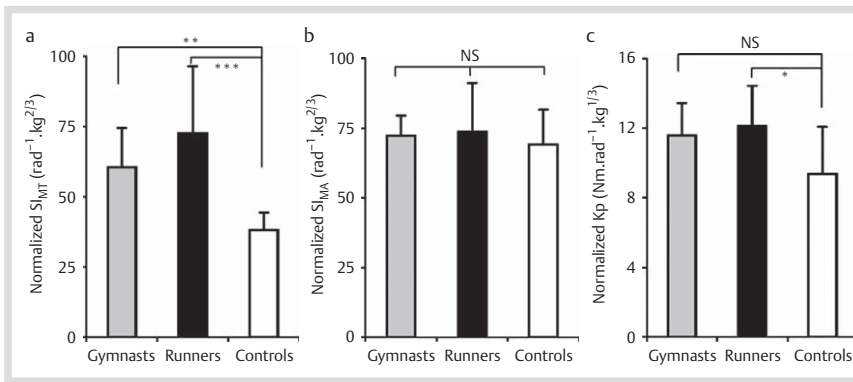 a
**
***
100
75
50
25
0
Normalized SI_MT (rad⁻¹.kg^2/3)
Gymnasts Runners Controls
b
NS
100
75
50
25
0
Normalized SI_MA (rad⁻¹.kg^2/3)
Gymnasts Runners Controls
c
NS
*
16
12
8
4
0
Normalized Kp (Nm.rad⁻¹.kg^1/3)
Gymnasts Runners Controls